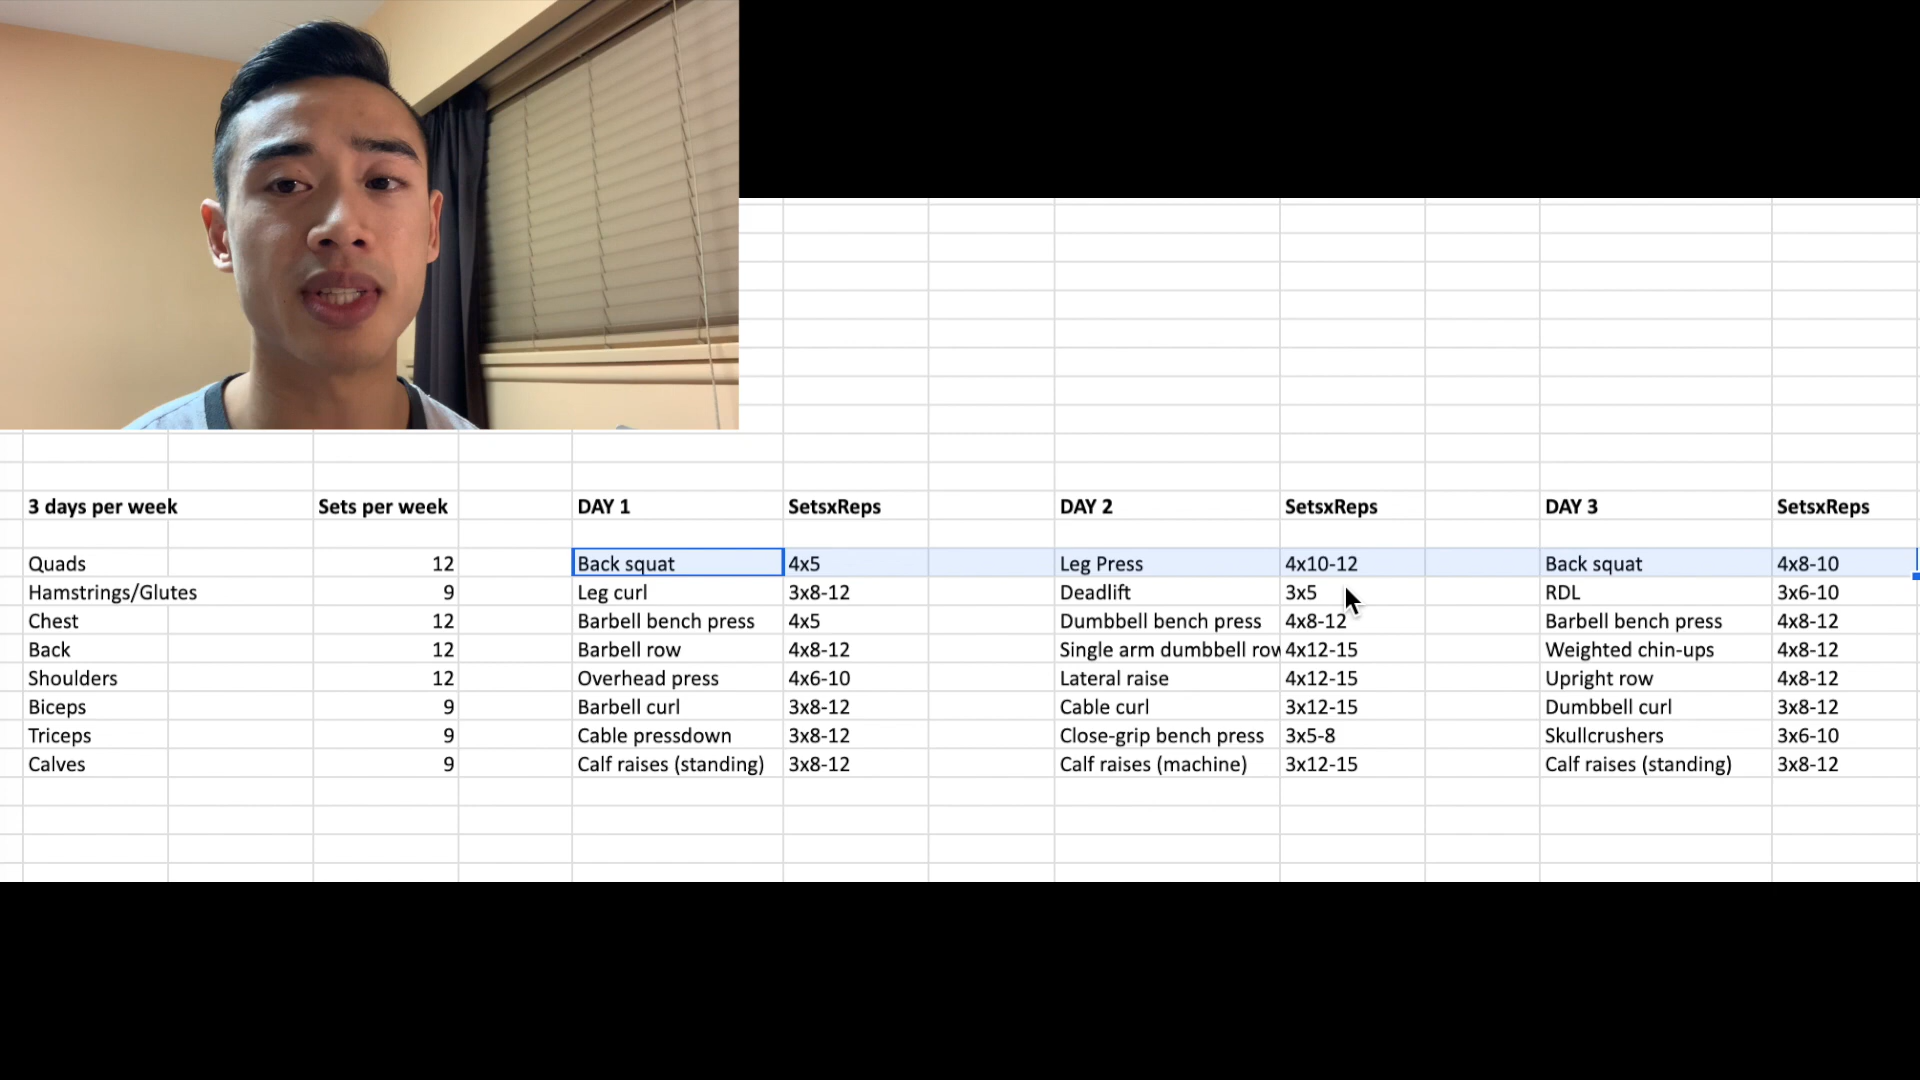 3 days per week Sets per week DAY 1 SetsxReps DAY 2 SetsxReps DAY 3 SetsxReps
Quads 12 Back squat 4x5 Leg Press 4x10-12 Back squat 4x8-10
Hamstrings/Glutes 9 Leg curl 3x8-12 Deadlift 3x5 RDL 3x6-10
Chest 12 Barbell bench press 4x5 Dumbbell bench press 4x8-12 Barbell bench press 4x8-12
Back 12 Barbell row 4x8-12 Single arm dumbbell row 4x12-15 Weighted chin-ups 4x8-12
Shoulders 12 Overhead press 4x6-10 Lateral raise 4x12-15 Upright row 4x8-12
Biceps 9 Barbell curl 3x8-12 Cable curl 3x12-15 Dumbbell curl 3x8-12
Triceps 9 Cable pressdown 3x8-12 Close-grip bench press 3x5-8 Skullcrushers 3x6-10
Calves 9 Calf raises (standing) 3x8-12 Calf raises (machine) 3x12-15 Calf raises (standing) 3x8-12